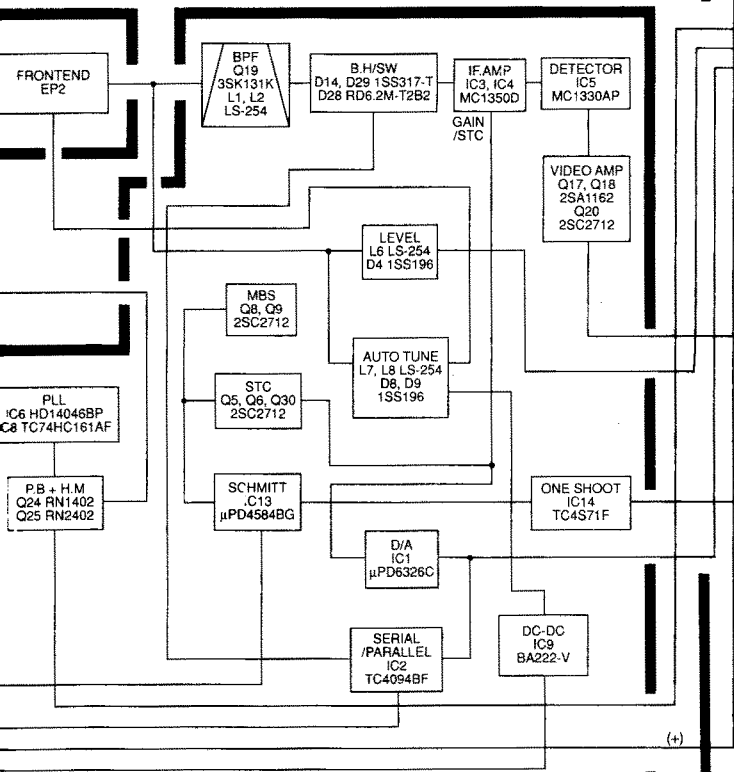 FRONTEND
EP2
BPF
Q19
3SK131K
L1, L2
LS-254
B.H/SW
D14, D29 1SS317-T
D28 RD6.2M-T2B2
IF.AMP
IC3, IC4
MC1350D
GAIN
/STC
DETECTOR
IC5
MC1330AP
VIDEO AMP
Q17, Q18
2SA1162
Q20
2SC2712
LEVEL
L6 LS-254
D4 1SS196
MBS
Q8, Q9
2SC2712
AUTO TUNE
L7, L8 LS-254
D8, D9
1SS196
STC
Q5, Q6, Q30
2SC2712
PLL
IC6 HD14046BP
IC8 TC74HC161AF
P.B + H.M
Q24 RN1402
Q25 RN2402
SCHMITT
IC13
µPD4584BG
ONE SHOOT
IC14
TC4S71F
D/A
IC1
µPD6326C
SERIAL
/PARALLEL
IC2
TC4094BF
DC-DC
IC9
BA222-V
(+)